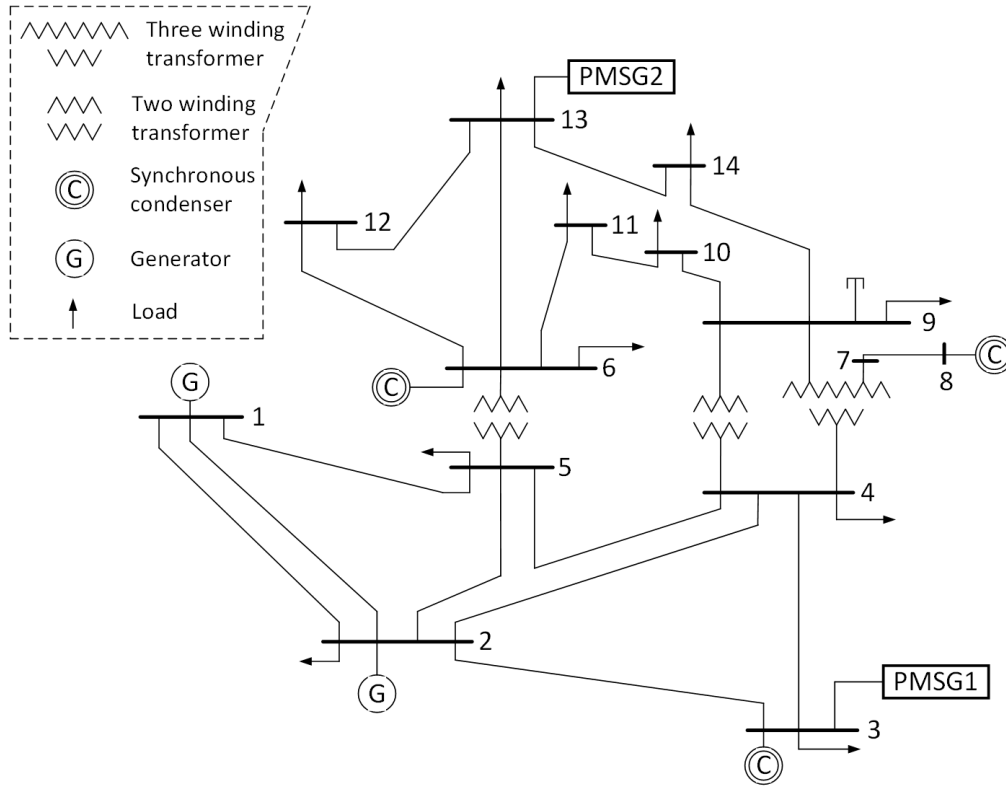 Three winding
transformer
Two winding
transformer
C
Synchronous
condenser
G
Generator
Load
PMSG2
13
14
12
11
10
9
7
8
C
6
C
G
1
5
4
2
G
PMSG1
3
C